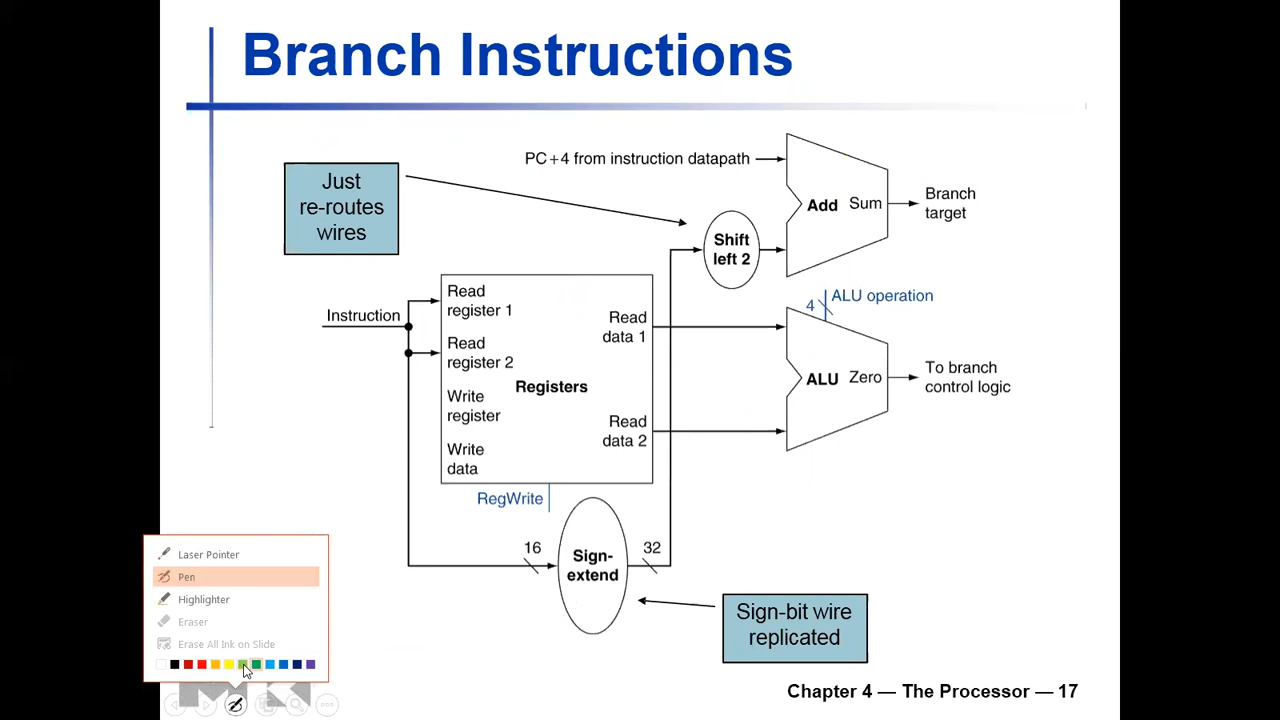 Branch Instructions
Just
re-routes
wires
PC+4 from instruction datapath
Add Sum
Branch
target
Shift
left 2
4
ALU operation
Instruction
Read
register 1
Read
register 2
Write
register
Write
data
Registers
Read
data 1
Read
data 2
ALU Zero
To branch
control logic
RegWrite
16
Sign-
extend
32
Sign-bit wire
replicated
Laser Pointer
Pen
Highlighter
Eraser
Erase All Ink on Slide
Chapter 4 — The Processor — 17